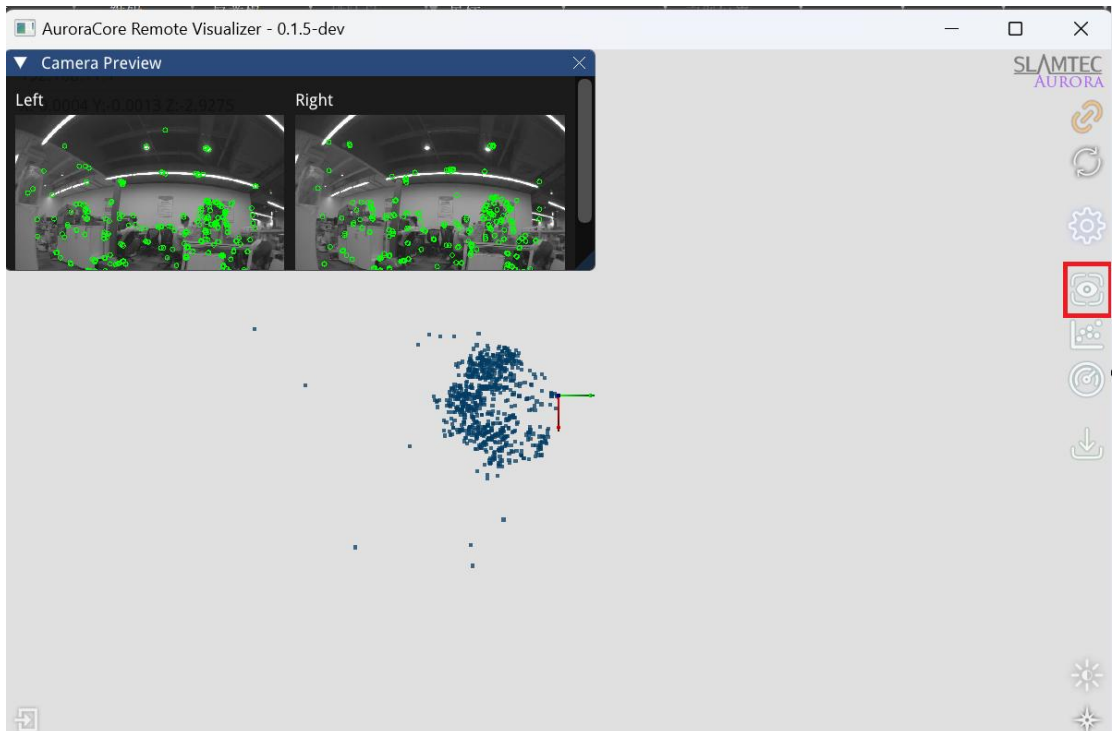 AuroraCore Remote Visualizer - 0.1.5-dev
Camera Preview
SLAMTEC
AURORA
Left
Right